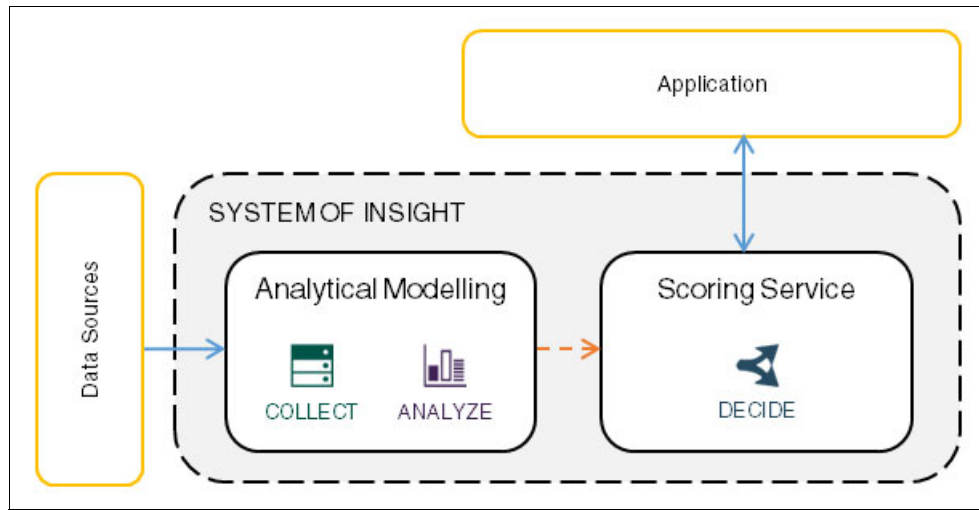 Application
Data Sources
SYSTEM OF INSIGHT
Analytical Modelling
COLLECT
ANALYZE
Scoring Service
DECIDE